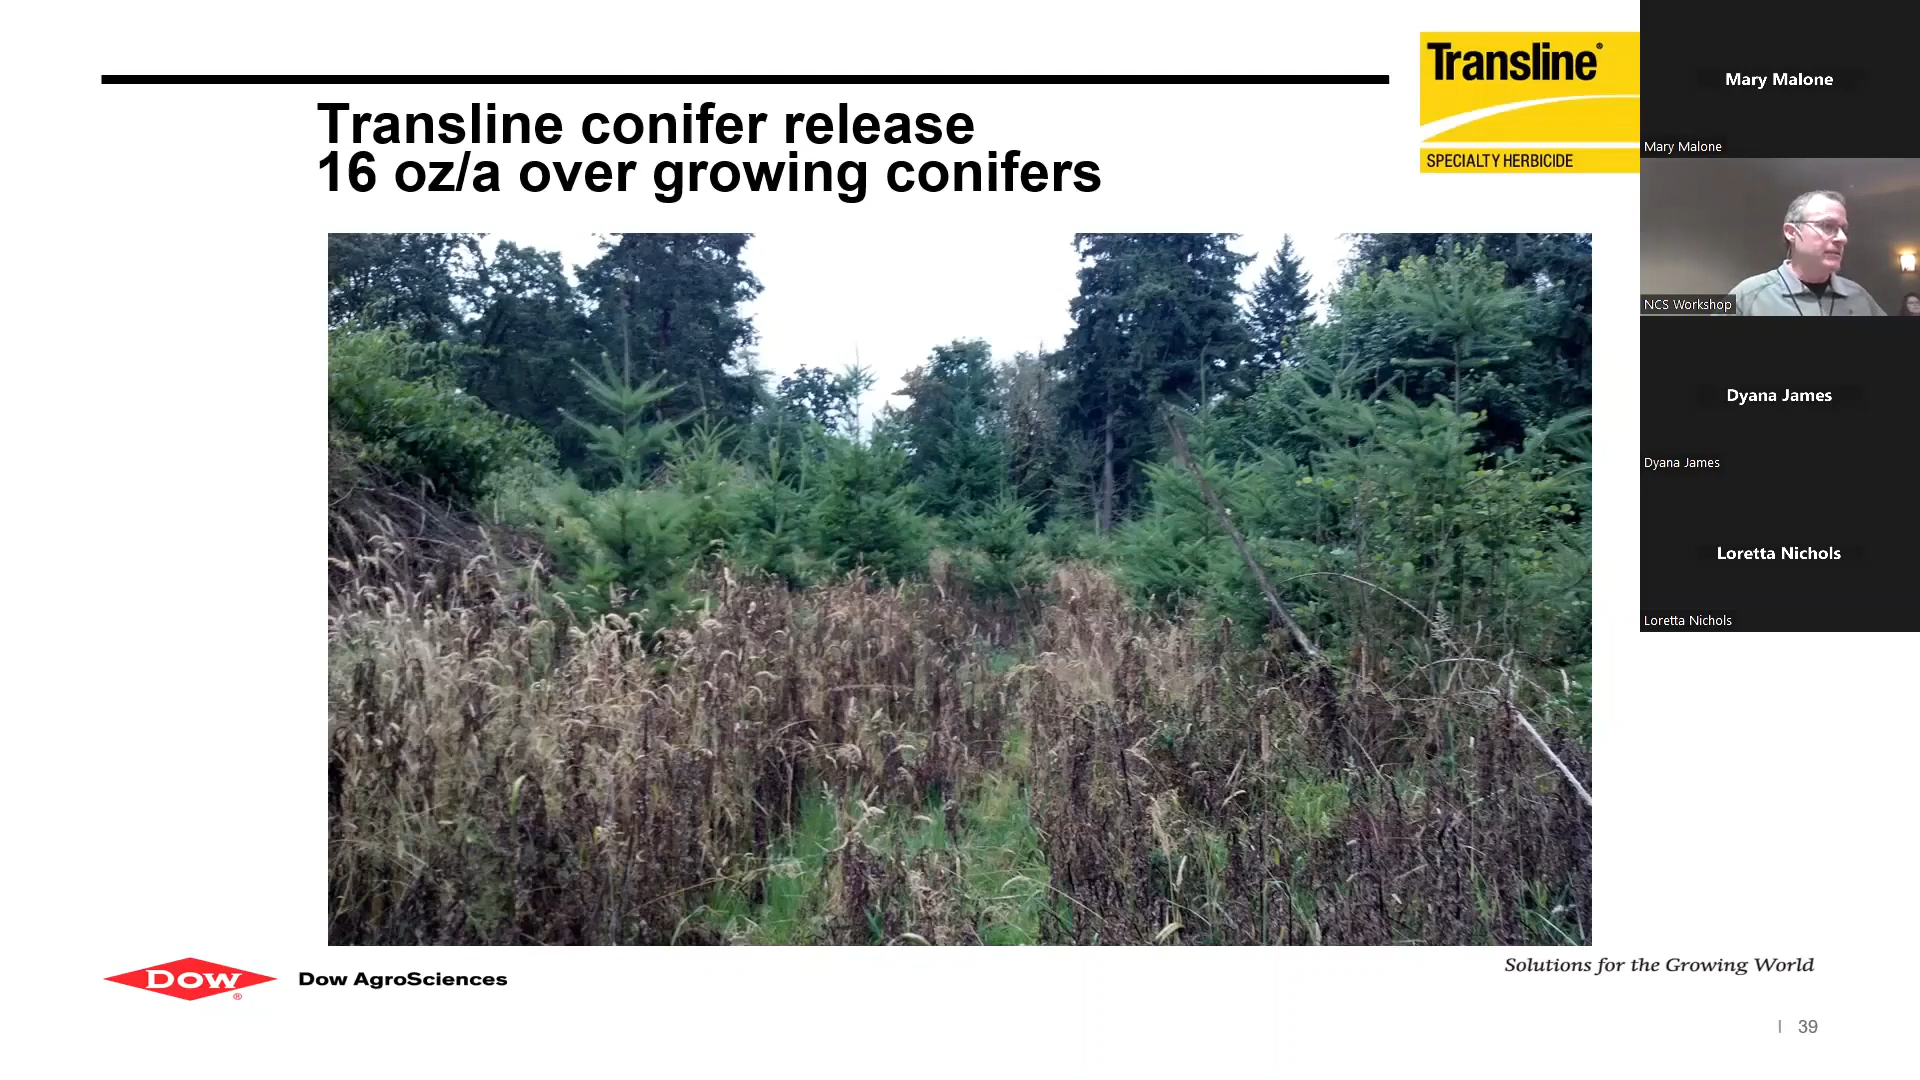 Transline conifer release
16 oz/a over growing conifers
Transline®
SPECIALTY HERBICIDE
Mary Malone
Mary Malone
NCS Workshop
Dyana James
Dyana James
Loretta Nichols
Loretta Nichols
DOW®
Dow AgroSciences
Solutions for the Growing World
| 39